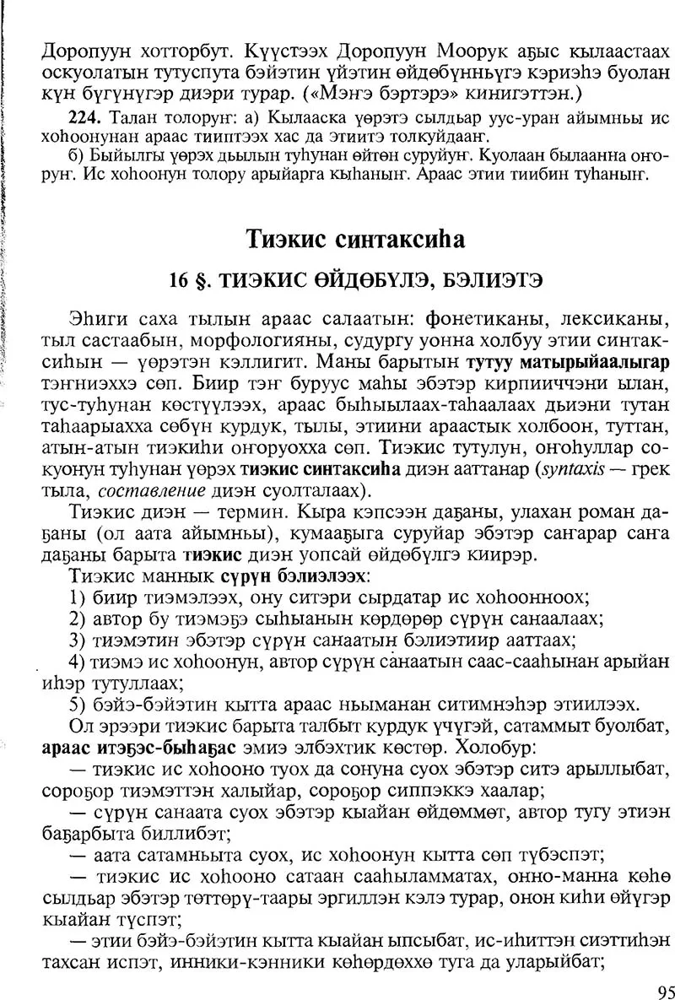 Доропуун хотторбут. Күүстээх Доропуун Моорук аҕыс кылаастаах
оскуолатын тутуспута бэйэтин үйэтин өйдөбүнньүгэ кэриэһэ буолан
күн бүгүнүгэр диэри турар. («Мэҥэ бэртэрэ» кинигэттэн.)
224. Талан толоруҥ: а) Кылааска үөрэтэ сылдьар уус-уран айымньы ис
хоһоонунан араас тииптээх хас да этиитэ толкуйдааҥ.
б) Быйылгы үөрэх дьылын туһунан өйтөн суруйуҥ. Куолаан былаанна оҥо-
руҥ. Ис хоһоонун толору арыйарга кыһаныҥ. Араас этии тиибин туһаныҥ.
Тиэкис синтаксиһа
16 §. ТИЭКИС ӨЙДӨБҮЛЭ, БЭЛИЭТЭ
Эһиги саха тылын араас салаатын: фонетиканы, лексиканы,
тыл састаабын, морфологияны, судургу уонна холбуу этии синтак-
сиһын — үөрэтэн кэллигит. Маны барытын тутуу матырыйаалыгар
тэҥниэххэ сөп. Биир тэҥ буруус маһы эбэтэр кирпииччэни ылан,
тус-туһунан көстүүлээх, араас быһыылаах-таһаалаах дьиэни тутан
таһаарыахха сөбүн курдук, тылы, этиини араастык холбоон, туттан,
атын-атын тиэкиһи оҥоруохха сөп. Тиэкис тутулун, оҥоһуллар со-
куонун туһунан үөрэх тиэкис синтаксиһа диэн ааттанар (syntaxis — грек
тыла, составление диэн суолталаах).
Тиэкис диэн — термин. Кыра кэпсээн даҕаны, улахан роман да-
ҕаны (ол аата айымньы), кумааҕыга суруйар эбэтэр саҥарар саҥа
даҕаны барыта тиэкис диэн уопсай өйдөбүлгэ киирэр.
Тиэкис маннык сүрүн бэлиэлээх:
1) биир тиэмэлээх, ону ситэри сырдатар ис хоһоонноох;
2) автор бу тиэмэҕэ сыһыанын көрдөрөр сүрүн санаалаах;
3) тиэмэтин эбэтэр сүрүн санаатын бэлиэтиир ааттаах;
4) тиэмэ ис хоһоонун, автор сүрүн санаатын саас-сааһынан арыйан
иһэр тутуллаах;
5) бэйэ-бэйэтин кытта араас ньыманан ситимнэһэр этиилээх.
Ол эрээри тиэкис барыта талбыт курдук үчүгэй, сатаммыт буолбат,
араас итэҕэс-быһаҕас эмиэ элбэхтик көстөр. Холобур:
— тиэкис ис хоһооно туох да сонуна суох эбэтэр ситэ арыллыбат,
сороҕор тиэмэттэн халыйар, сороҕор сиппэккэ хаалар;
— сүрүн санаата суох эбэтэр кыайан өйдөммөт, автор тугу этиэн
баҕарбыта биллибэт;
— аата сатамньыта суох, ис хоһоонун кытта сөп түбэспэт;
— тиэкис ис хоһооно сатаан сааһыламматах, онно-манна көһө
сылдьар эбэтэр төттөрү-таары эргиллэн кэлэ турар, онон киһи өйүгэр
кыайан түспэт;
— этии бэйэ-бэйэтин кытта кыайан ыпсыбат, ис-иһиттэн сиэттиһэн
тахсан испэт, инники-кэнники көһөрдөххө туга да уларыйбат;
95